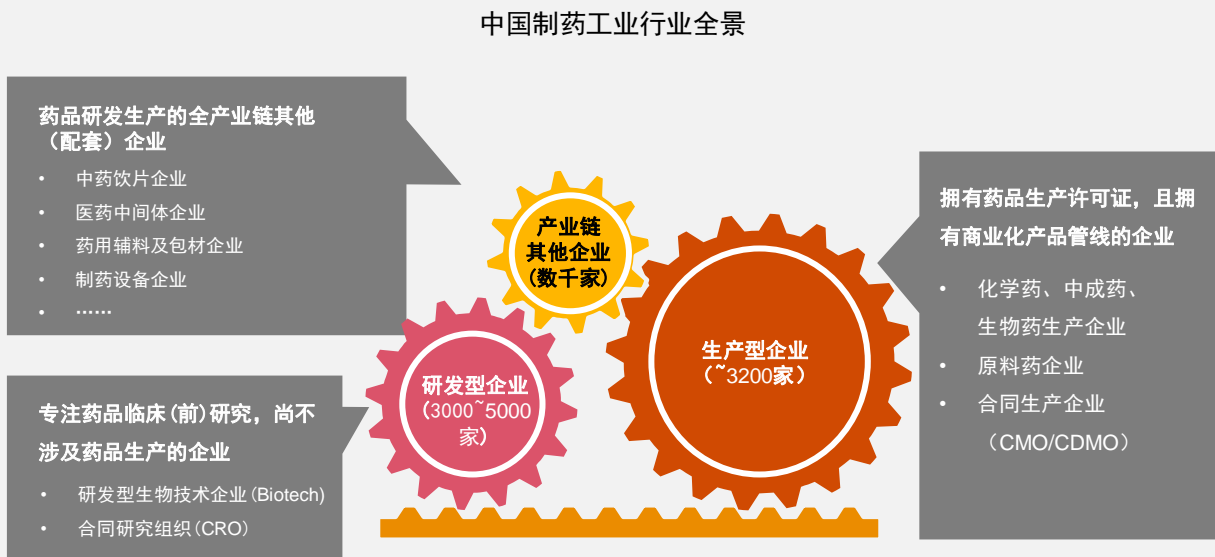 中国制药工业行业全景
药品研发生产的全产业链其他
（配套）企业
• 中药饮片企业
• 医药中间体企业
• 药用辅料及包材企业
• 制药设备企业
• ······
专注药品临床(前)研究，尚不
涉及药品生产的企业
• 研发型生物技术企业(Biotech)
• 合同研究组织(CRO)
产业链
其他企业
(数千家)
研发型企业
(3000~5000
家)
生产型企业
（~3200家）
拥有药品生产许可证，且拥
有商业化产品管线的企业
• 化学药、中成药、
生物药生产企业
• 原料药企业
• 合同生产企业
（CMO/CDMO）